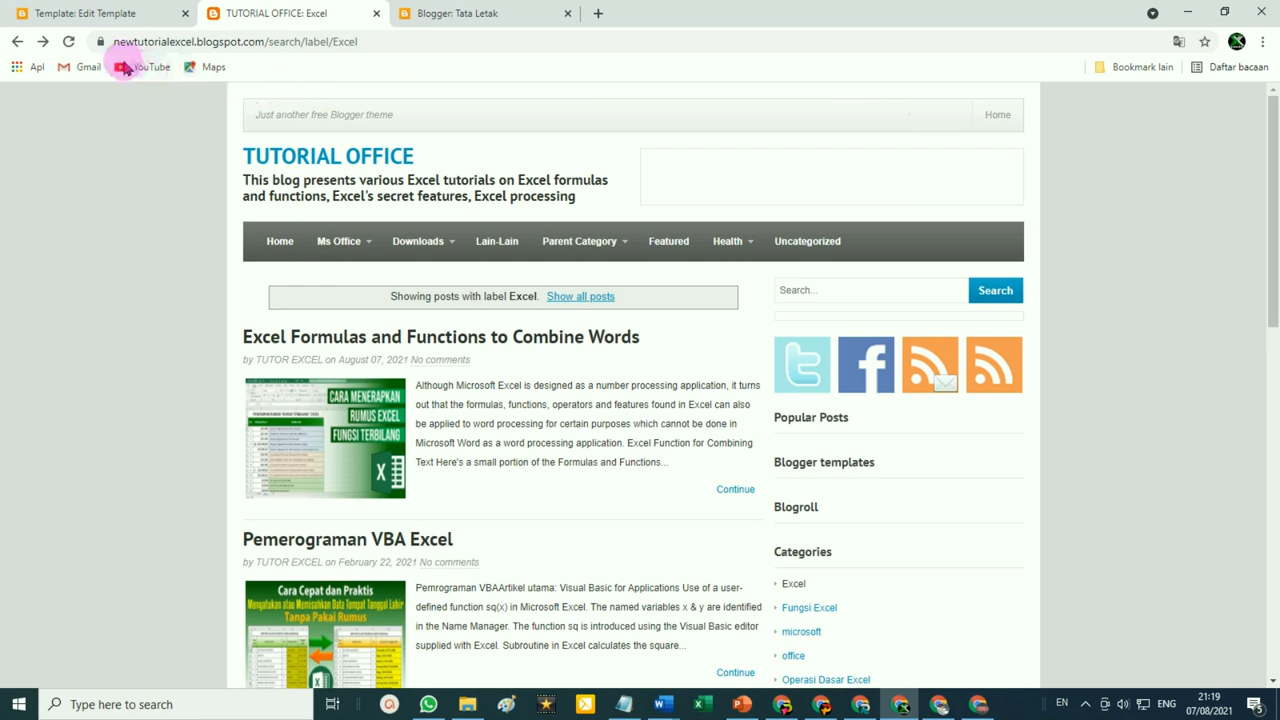 Template: Edit Template
TUTORIAL OFFICE: Excel
Blogger: Tata Letak
newtutorialexcel.blogspot.com/search/label/Excel
Apl
Gmail
YouTube
Maps
Bookmark lain
Daftar bacaan
Just another free Blogger theme
Home
TUTORIAL OFFICE
This blog presents various Excel tutorials on Excel formulas
and functions, Excel's secret features, Excel processing
Home
Ms Office
Downloads
Lain-Lain
Parent Category
Featured
Health
Uncategorized
Showing posts with label Excel. Show all posts
Search...
Search
Excel Formulas and Functions to Combine Words
by TUTOR EXCEL on August 07, 2021 No comments
CARA MENERAPKAN
RUMUS EXCEL
FUNGSI TERBILANG
Although Microsoft Excel is designed as a number processing application, it turns
out that the formulas, functions, operators and features found in Excel can also
be applied to word processing for certain purposes which cannot be done in
Microsoft Word as a word processing application. Excel Function for Combining
Text Here's a small portion of the Formulas and Functions...
Continue
Pemerograman VBA Excel
by TUTOR EXCEL on February 22, 2021 No comments
Cara Cepat dan Praktis
Mengatukan atau Memisahkan Data Tempat Tanggal Lahir
Tanpa Pakai Rumus
Pemrograman VBAArtikel utama: Visual Basic for Applications Use of a user-
defined function sq(x) in Microsoft Excel. The named variables x & y are identified
in the Name Manager. The function sq is introduced using the Visual Basic editor
supplied with Excel. Subroutine in Excel calculates the square...
Continue
Popular Posts
Blogger templates
Blogroll
Categories
Excel
Fungsi Excel
microsoft
office
Operasi Dasar Excel
Type here to search
EN
ENG
21:19
07/08/2021
5